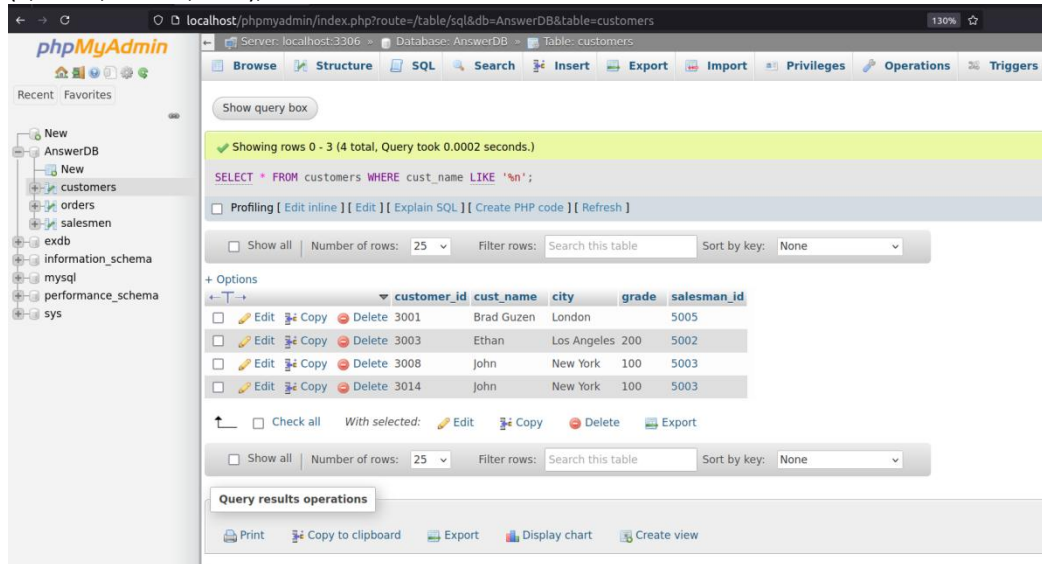 localhost/phpmyadmin/index.php?route=/table/sql&db=AnswerDB&table=customers
130%
phpMyAdmin
Recent Favorites
New
AnswerDB
New
customers
orders
salesmen
exdb
information_schema
mysql
performance_schema
sys
Server: localhost:3306 » Database: AnswerDB » Table: customers
Browse Structure SQL Search Insert Export Import Privileges Operations Triggers
Show query box
Showing rows 0 - 3 (4 total, Query took 0.0002 seconds.)
SELECT * FROM customers WHERE cust_name LIKE '%n';
Profiling [ Edit inline ] [ Edit ] [ Explain SQL ] [ Create PHP code ] [ Refresh ]
Show all | Number of rows: 25 Filter rows: Search this table Sort by key: None
+ Options
customer_id cust_name city grade salesman_id
Edit Copy Delete 3001 Brad Guzen London 5005
Edit Copy Delete 3003 Ethan Los Angeles 200 5002
Edit Copy Delete 3008 John New York 100 5003
Edit Copy Delete 3014 John New York 100 5003
Check all With selected: Edit Copy Delete Export
Show all | Number of rows: 25 Filter rows: Search this table Sort by key: None
Query results operations
Print Copy to clipboard Export Display chart Create view